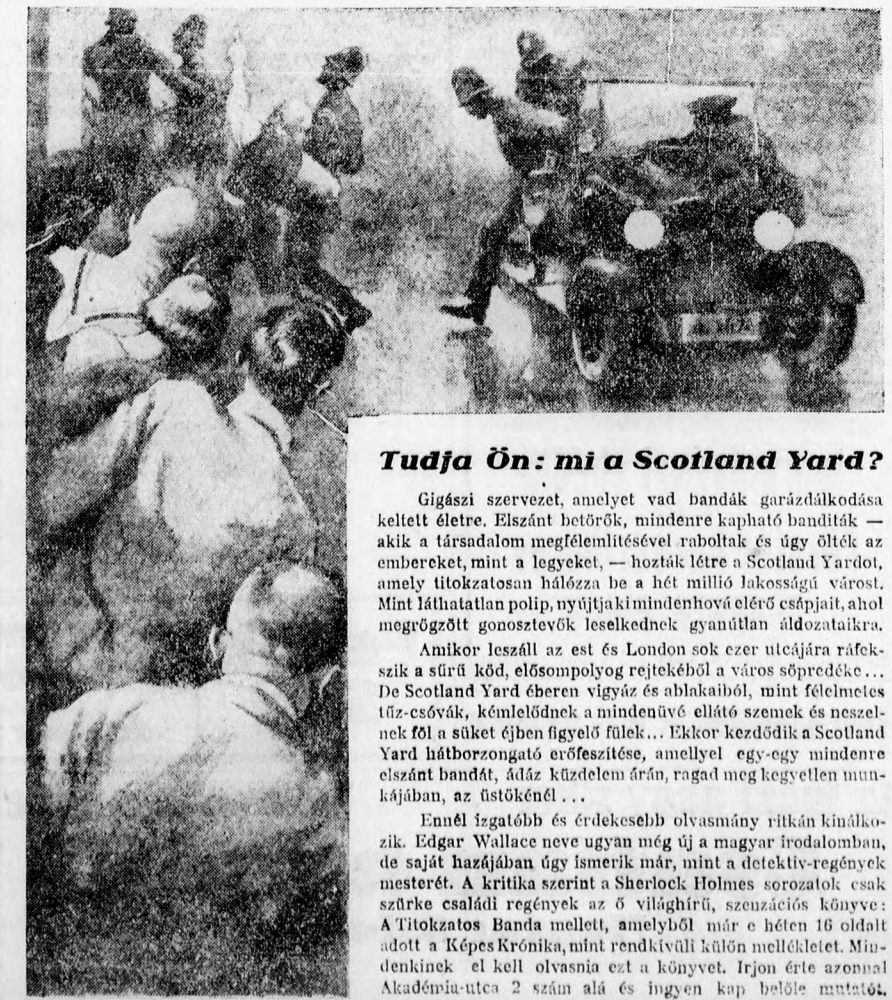 Tudja Ön: mi a Scotland Yard?
Gigászi szervezet, amelyet vad bandák garázdálkodása
keltett életre. Elszánt betörők, mindenre kapható banditák —
akik a társadalom megfélemlítésével raboltak és úgy ölték az
embereket, mint a legyeket, — hozták létre a Scotland Yardot,
amely titokzatosan hálózza be a hét millió lakosságú várost.
Mint láthatatlan polip, nyújtja ki mindenhová elérő csápjait, ahol
megrögzött gonosztevők leselkednek gyanútlan áldozataikra.
Amikor leszáll az est és London sok ezer utcájára ráfek-
szik a sűrű köd, elősompolyog rejtekéből a város söpredéke...
De Scotland Yard éberen vigyáz és ablakaiból, mint félelmetes
tűz-csóvák, kémlelődnek a mindenüvé ellátó szemek és neszel-
nek föl a süket éjben figyelő fülek... Ekkor kezdődik a Scotland
Yard hátborzongató erőfeszítése, amellyel egy-egy mindenre
elszánt bandát, ádáz küzdelem árán, ragad meg kegyetlen mun-
kájában, az üstökénél...
Ennél izgatóbb és érdekesebb olvasmány ritkán kinálko-
zik. Edgar Wallace neve ugyan még új a magyar irodalomban,
de saját hazájában úgy ismerik már, mint a detektiv-regények
mesterét. A kritika szerint a Sherlock Holmes sorozatok csak
szürke családi regények az ő világhírű, szenzációs könyve:
A Titokzatos Banda mellett, amelyből már e héten 16 oldalt
adott a Képes Krónika, mint rendkívüli külön mellékletet. Min-
denkinek el kell olvasnia ezt a könyvet. Irjon érte azonnal
Akadémia-utca 2 szám alá és ingyen kap belőle mutatót.